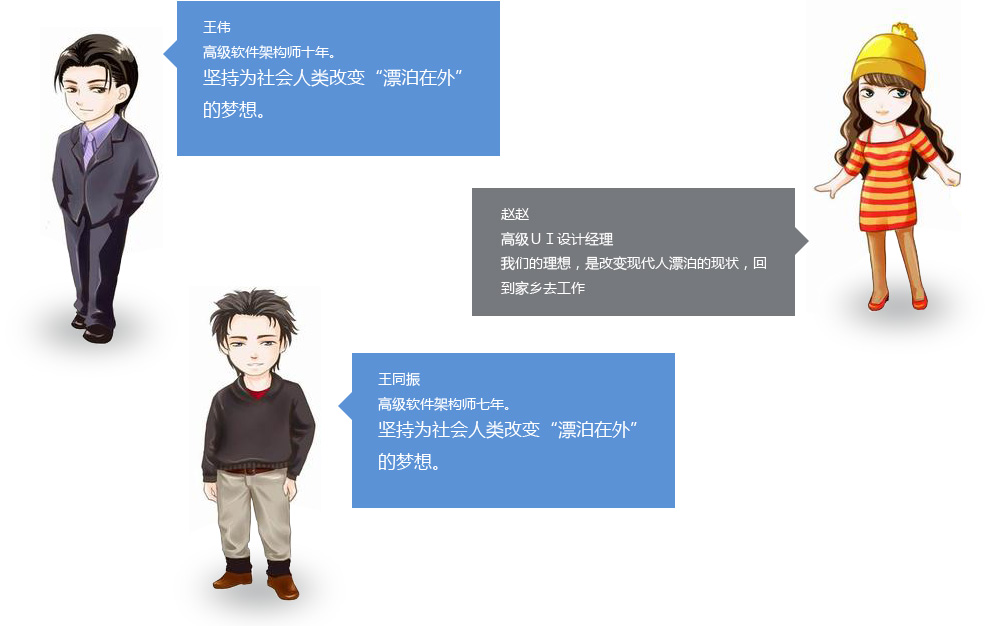 王伟
高级软件架构师十年。
坚持为社会人类改变“漂泊在外”
的梦想。
赵赵
高级ＵＩ设计经理
我们的理想，是改变现代人漂泊的现状，回
到家乡去工作
王同振
高级软件架构师七年。
坚持为社会人类改变“漂泊在外”
的梦想。